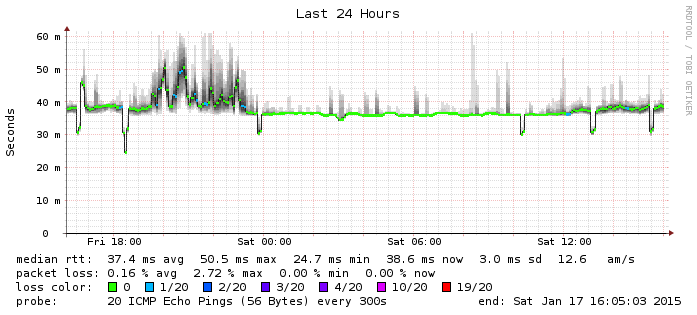 Last 24 Hours
RRDTOOL / TOBI OETIKER
Seconds
60 m
50 m
40 m
30 m
20 m
10 m
0
Fri 18:00 Sat 00:00 Sat 06:00 Sat 12:00
median rtt: 37.4 ms avg 50.5 ms max 24.7 ms min 38.6 ms now 3.0 ms sd 12.6 am/s
packet loss: 0.16 % avg 2.72 % max 0.00 % min 0.00 % now
loss color: 0 1/20 2/20 3/20 4/20 10/20 19/20
probe: 20 ICMP Echo Pings (56 Bytes) every 300s end: Sat Jan 17 16:05:03 2015